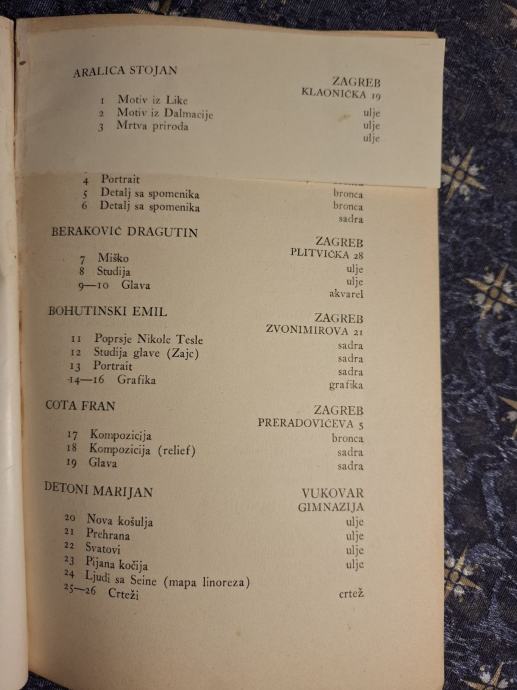 ARALICA STOJAN ZAGREB
KLAONIČKA 19
1 Motiv iz Like ulje
2 Motiv iz Dalmacije ulje
3 Mrtva priroda ulje
4 Portrait bronca
5 Detalj sa spomenika bronca
6 Detalj sa spomenika sadra
BERAKOVIĆ DRAGUTIN ZAGREB
PLITVIČKA 28
7 Miško ulje
8 Studija ulje
9—10 Glava akvarel
BOHUTINSKI EMIL ZAGREB
ZVONIMIROVA 21
11 Poprsje Nikole Tesle sadra
12 Studija glave (Zajc) sadra
13 Portrait sadra
14—16 Grafika grafika
COTA FRAN ZAGREB
PRERADOVIĆEVA 5
17 Kompozicija bronca
18 Kompozicija (relief) sadra
19 Glava sadra
DETONI MARIJAN VUKOVAR
GIMNAZIJA
20 Nova košulja ulje
21 Prehrana ulje
22 Svatovi ulje
23 Pijana kočija ulje
24 Ljudi sa Seine (mapa linoreza)
25—26 Crteži crtež